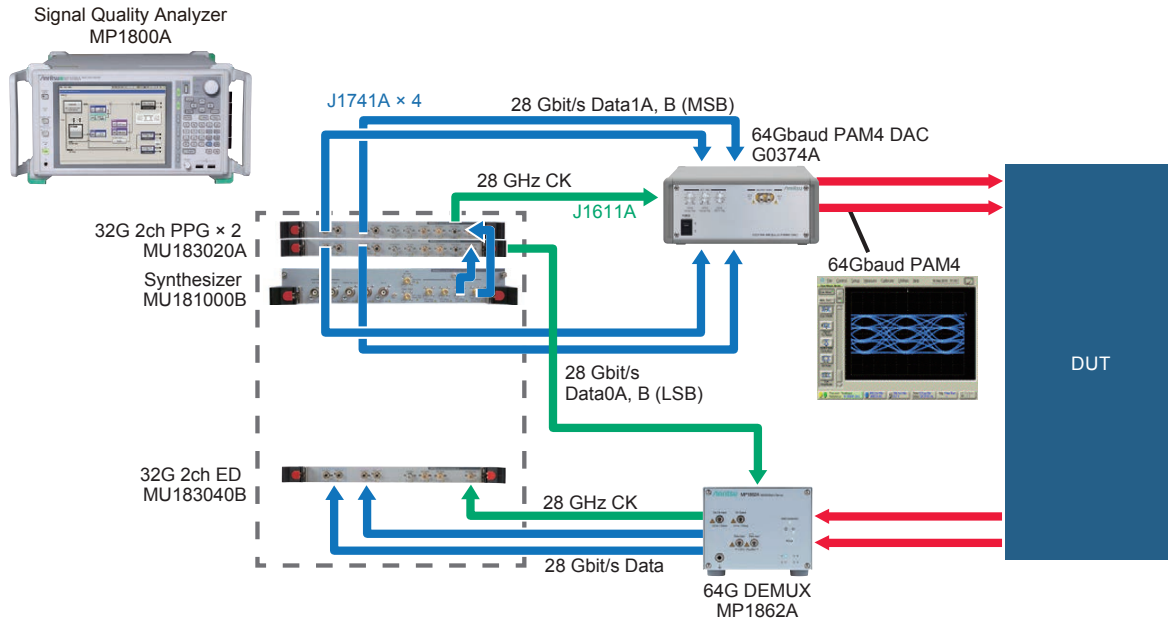 Signal Quality Analyzer
MP1800A
J1741A × 4
28 Gbit/s Data1A, B (MSB)
64Gbaud PAM4 DAC
G0374A
28 GHz CK
J1611A
32G 2ch PPG × 2
MU183020A
Synthesizer
MU181000B
64Gbaud PAM4
DUT
28 Gbit/s
Data0A, B (LSB)
32G 2ch ED
MU183040B
28 GHz CK
28 Gbit/s Data
Anritsu MP1862A
64G DEMUX
MP1862A